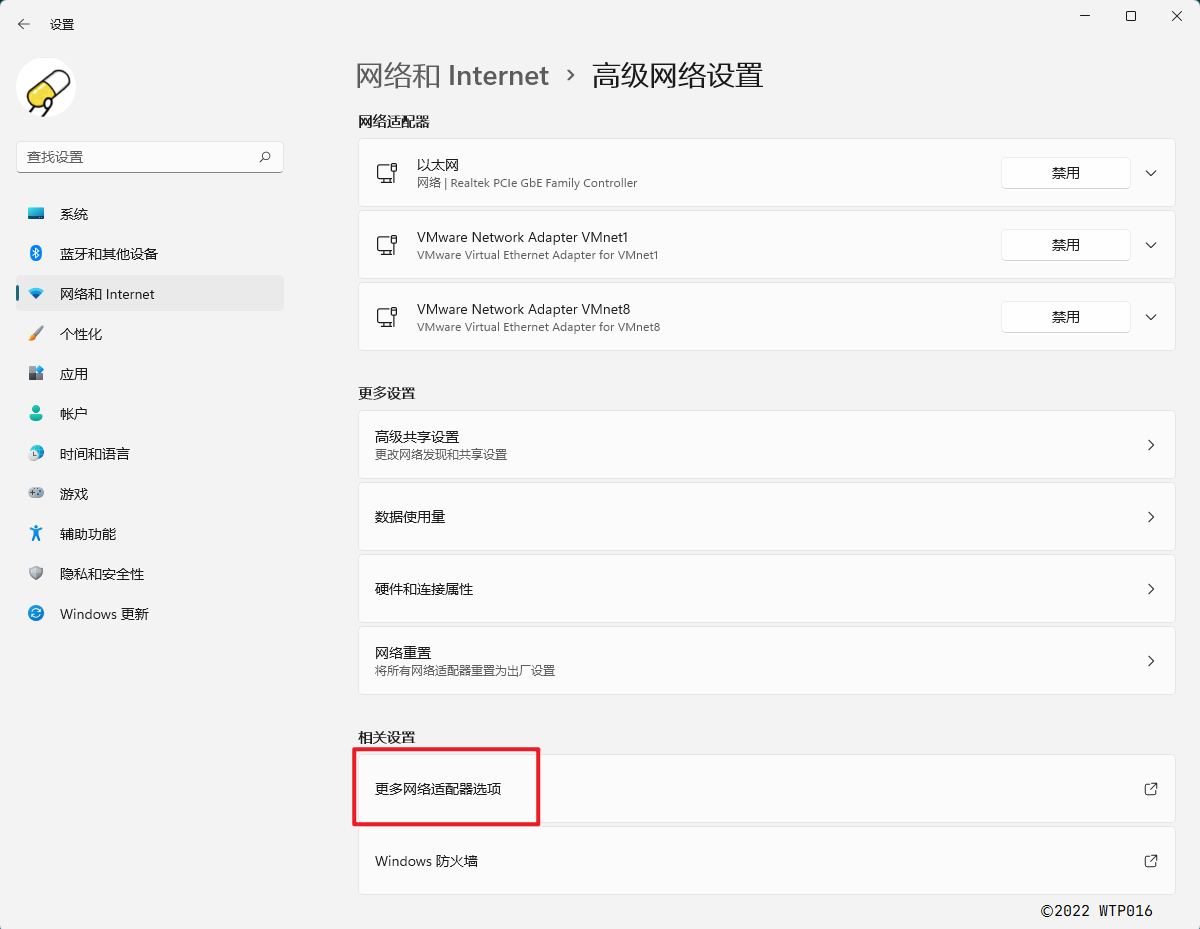 设置
查找设置
系统
蓝牙和其他设备
网络和 Internet
个性化
应用
帐户
时间和语言
游戏
辅助功能
隐私和安全性
Windows 更新
网络和 Internet › 高级网络设置
网络适配器
以太网
网络 | Realtek PCIe GbE Family Controller
禁用
VMware Network Adapter VMnet1
VMware Virtual Ethernet Adapter for VMnet1
禁用
VMware Network Adapter VMnet8
VMware Virtual Ethernet Adapter for VMnet8
禁用
更多设置
高级共享设置
更改网络发现和共享设置
数据使用量
硬件和连接属性
网络重置
将所有网络适配器重置为出厂设置
相关设置
更多网络适配器选项
Windows 防火墙
©2022 WTP016